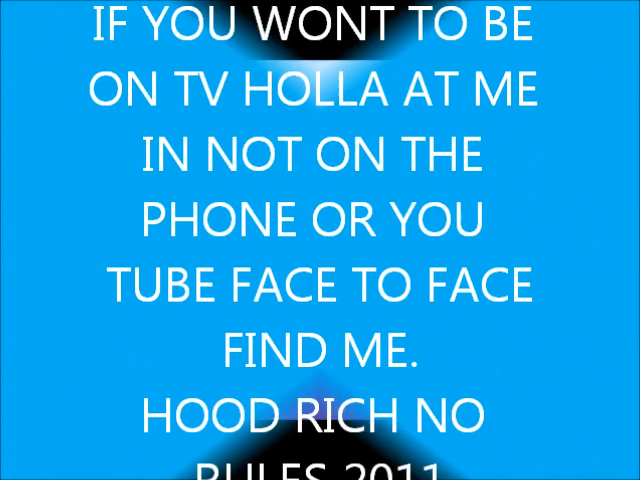 IF YOU WONT TO BE
ON TV HOLLA AT ME
IN NOT ON THE
PHONE OR YOU
TUBE FACE TO FACE
FIND ME.
HOOD RICH NO
RULES 2011